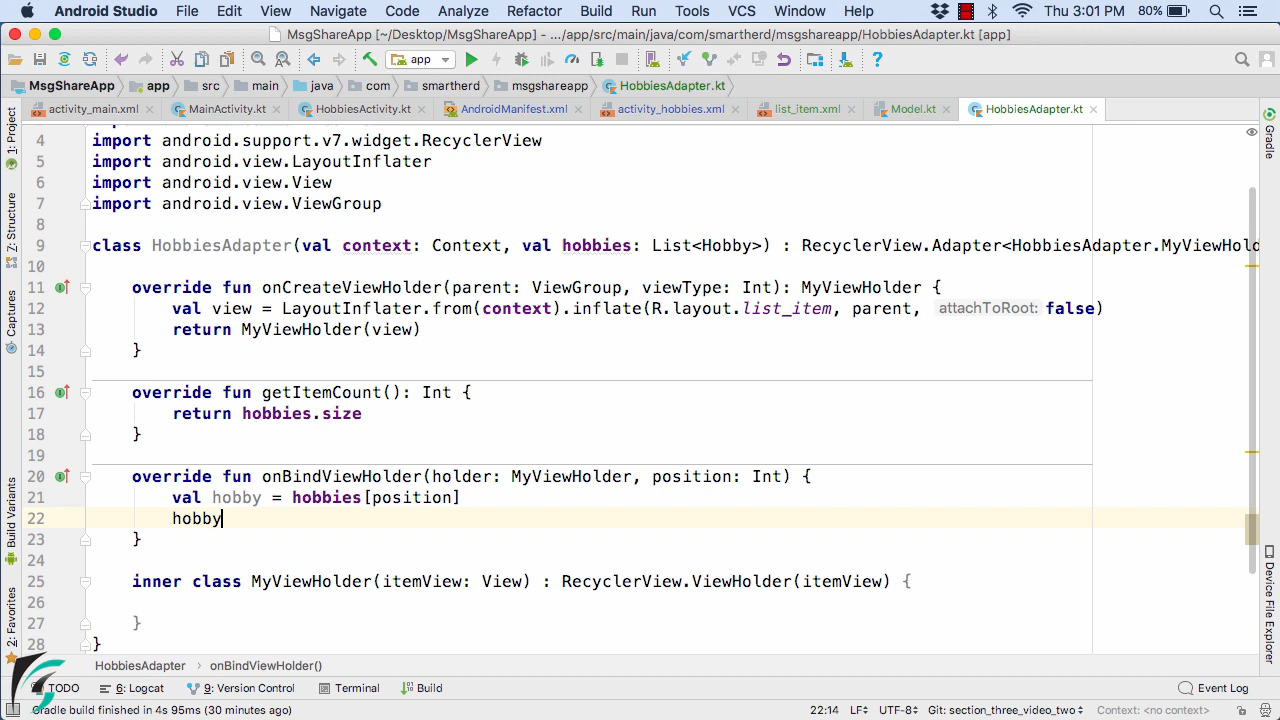 Android Studio File Edit View Navigate Code Analyze Refactor Build Run Tools VCS Window Help Thu 3:01 PM 80%
MsgShareApp [~/Desktop/MsgShareApp] - .../app/src/main/java/com/smartherd/msgshareapp/HobbiesAdapter.kt [app]
app
MsgShareApp app src main java com smartherd msgshareapp HobbiesAdapter.kt
activity_main.xml MainActivity.kt HobbiesActivity.kt AndroidManifest.xml activity_hobbies.xml list_item.xml Model.kt HobbiesAdapter.kt
1: Project
7: Structure
Captures
Build Variants
2: Favorites
4 import android.support.v7.widget.RecyclerView
5 import android.view.LayoutInflater
6 import android.view.View
7 import android.view.ViewGroup
8
9 class HobbiesAdapter(val context: Context, val hobbies: List<Hobby>) : RecyclerView.Adapter<HobbiesAdapter.MyViewHold
10
11 override fun onCreateViewHolder(parent: ViewGroup, viewType: Int): MyViewHolder {
12 val view = LayoutInflater.from(context).inflate(R.layout.list_item, parent, attachToRoot: false)
13 return MyViewHolder(view)
14 }
15
16 override fun getItemCount(): Int {
17 return hobbies.size
18 }
19
20 override fun onBindViewHolder(holder: MyViewHolder, position: Int) {
21 val hobby = hobbies[position]
22 hobby
23 }
24
25 inner class MyViewHolder(itemView: View) : RecyclerView.ViewHolder(itemView) {
26
27 }
28 }
Gradle
Device File Explorer
HobbiesAdapter › onBindViewHolder()
TODO 6: Logcat 9: Version Control Terminal Build Event Log
Gradle build finished in 4s 95ms (30 minutes ago) 22:14 LF÷ UTF-8÷ Git: section_three_video_two÷ Context: <no context>